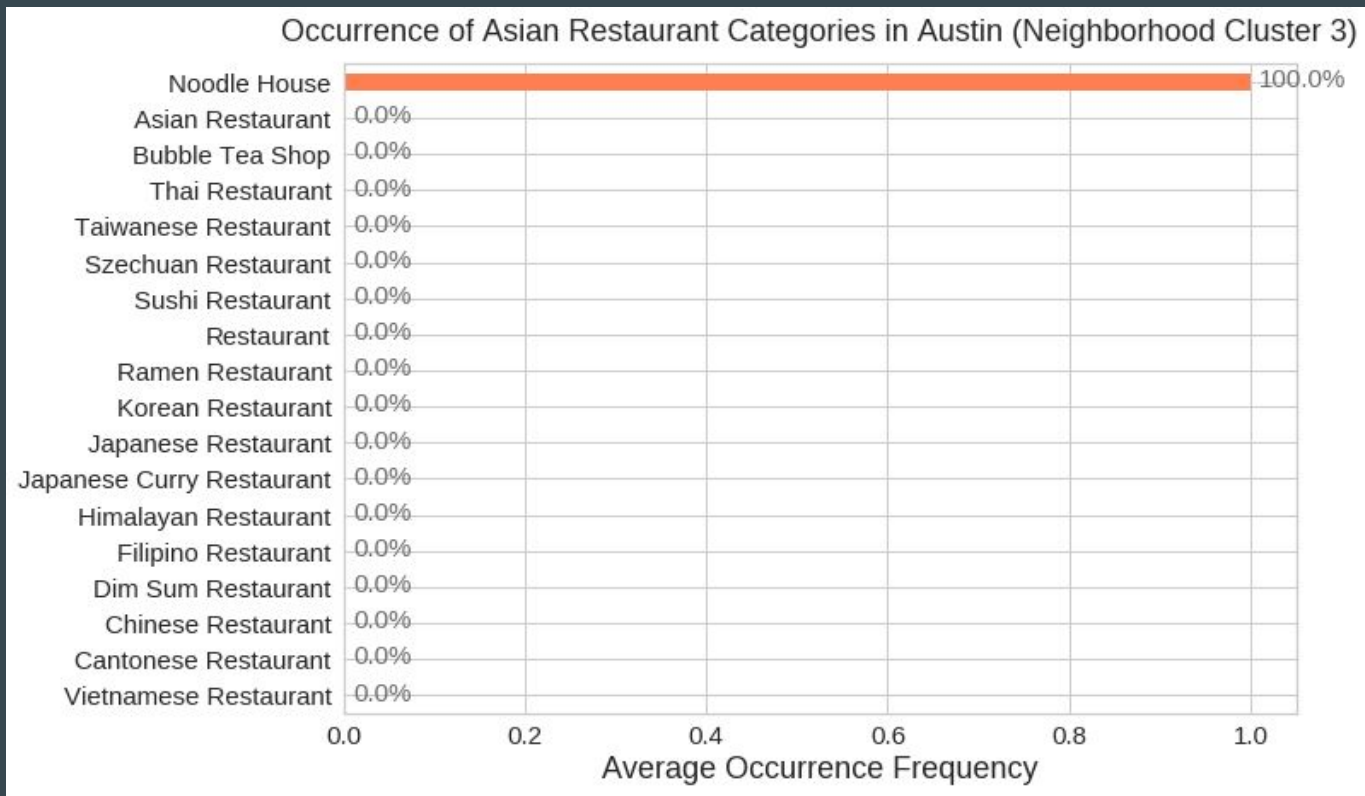 Occurrence of Asian Restaurant Categories in Austin (Neighborhood Cluster 3)
Noodle House 100.0%
Asian Restaurant 0.0%
Bubble Tea Shop 0.0%
Thai Restaurant 0.0%
Taiwanese Restaurant 0.0%
Szechuan Restaurant 0.0%
Sushi Restaurant 0.0%
Restaurant 0.0%
Ramen Restaurant 0.0%
Korean Restaurant 0.0%
Japanese Restaurant 0.0%
Japanese Curry Restaurant 0.0%
Himalayan Restaurant 0.0%
Filipino Restaurant 0.0%
Dim Sum Restaurant 0.0%
Chinese Restaurant 0.0%
Cantonese Restaurant 0.0%
Vietnamese Restaurant 0.0%
0.0 0.2 0.4 0.6 0.8 1.0
Average Occurrence Frequency